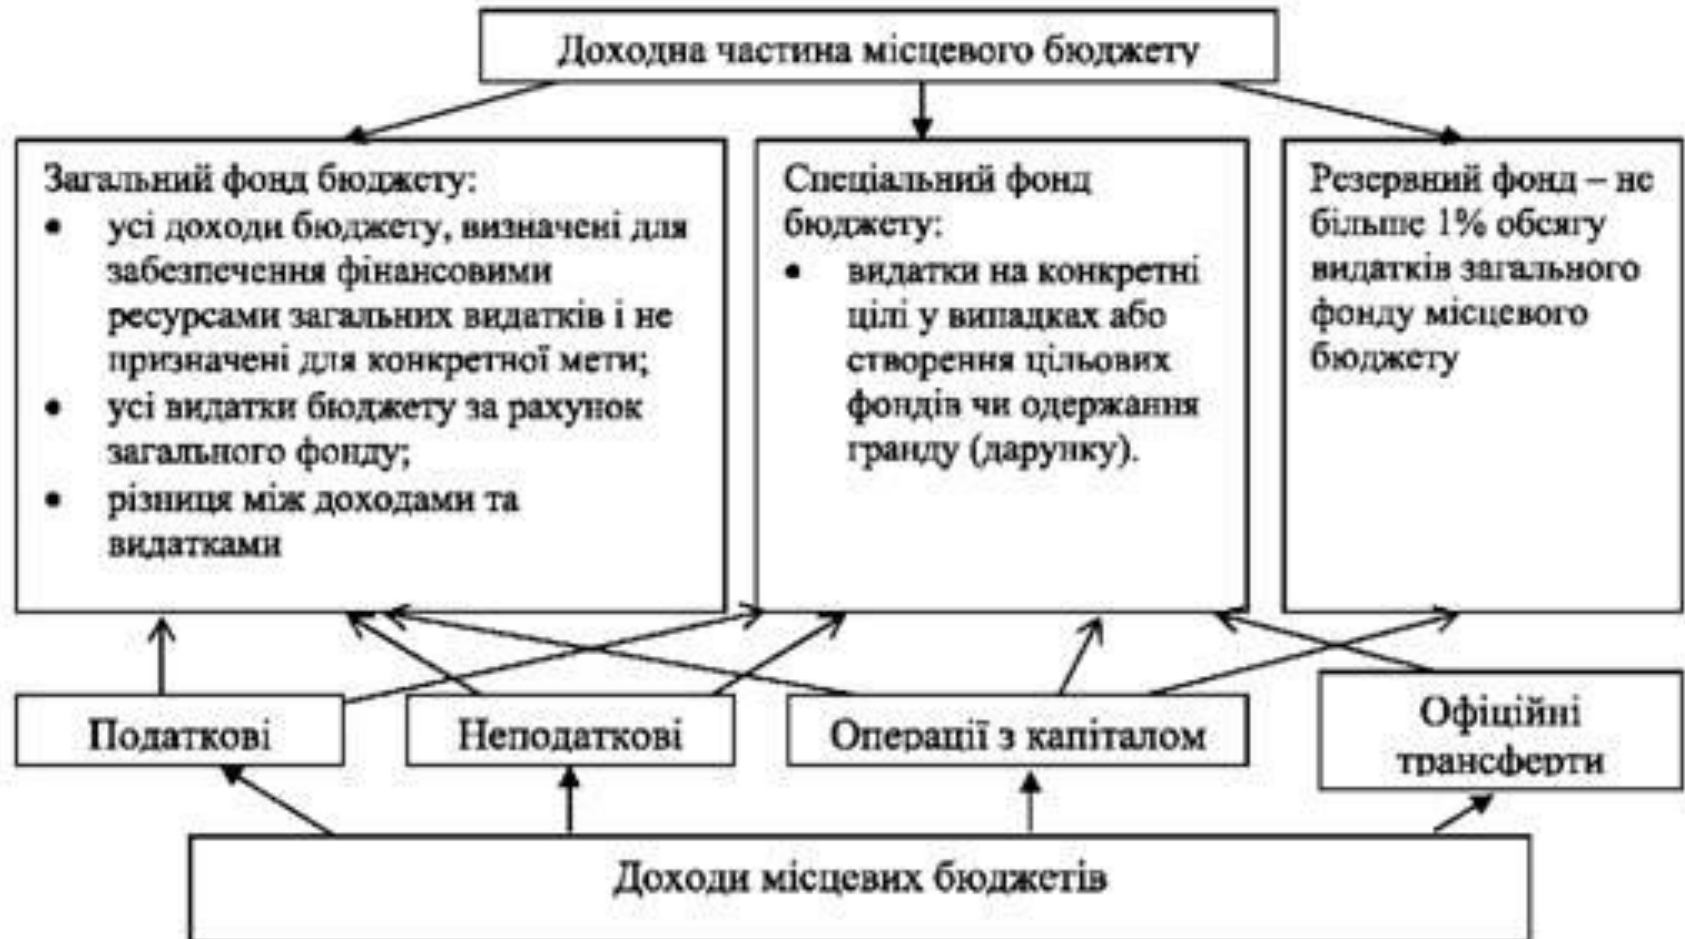 Доходна частина місцевого бюджету
Загальний фонд бюджету:
• усі доходи бюджету, визначені для
забезпечення фінансовими
ресурсами загальних видатків і не
призначені для конкретної мети;
• усі видатки бюджету за рахунок
загального фонду;
• різниця між доходами та
видатками
Спеціальний фонд
бюджету:
• видатки на конкретні
цілі у випадках або
створення цільових
фондів чи одержання
гранду (дарунку).
Резервний фонд – не
більше 1% обсягу
видатків загального
фонду місцевого
бюджету
Податкові
Неподаткові
Операції з капіталом
Офіційні
трансферти
Доходи місцевих бюджетів